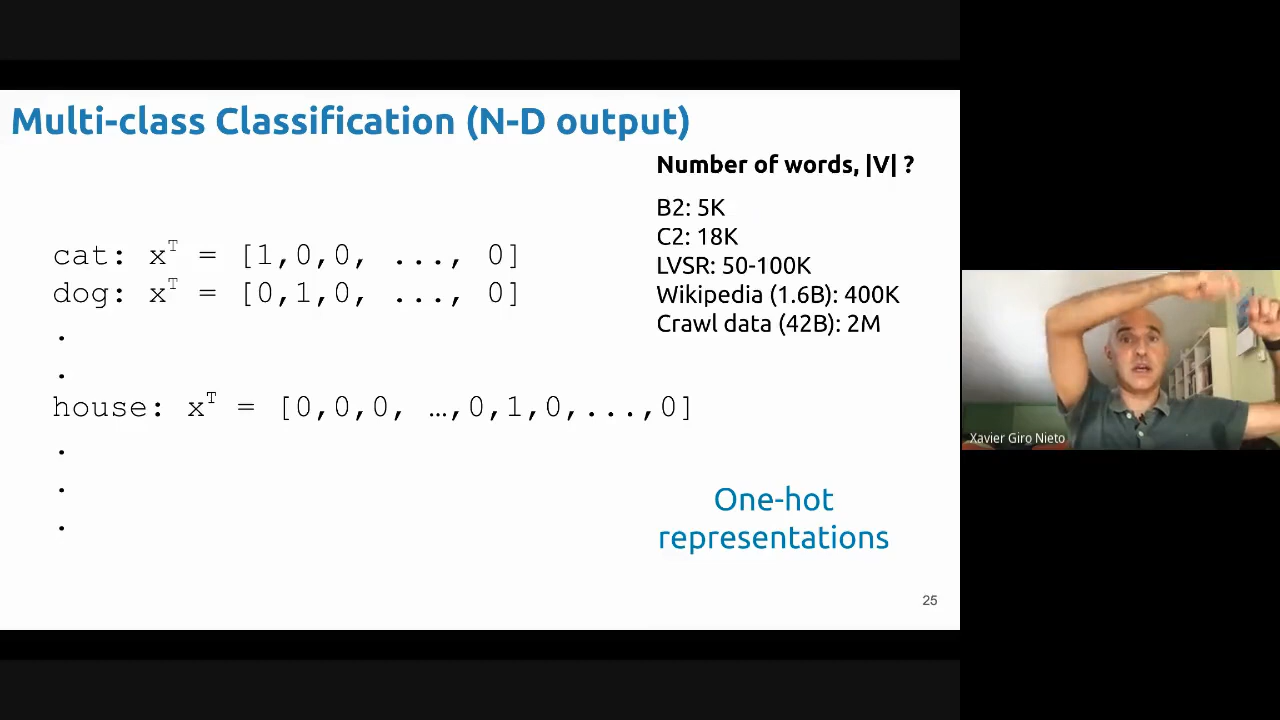 Multi-class Classification (N-D output)
Number of words, |V| ?
B2: 5K
C2: 18K
LVSR: 50-100K
Wikipedia (1.6B): 400K
Crawl data (42B): 2M
cat: xᵀ = [1,0,0, ..., 0]
dog: xᵀ = [0,1,0, ..., 0]
.
.
house: xᵀ = [0,0,0, …,0,1,0,...,0]
.
.
.
One-hot
representations
25
Xavier Giro Nieto